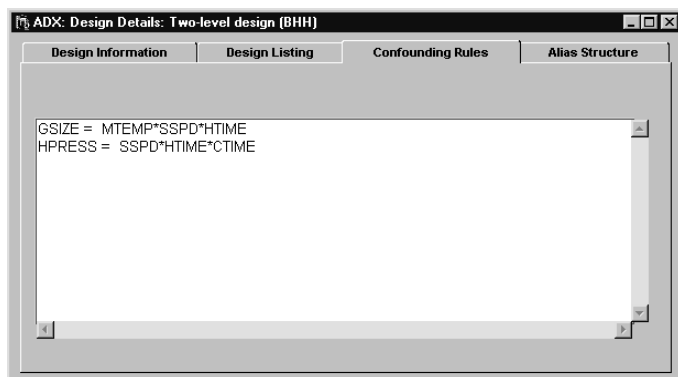 ADX: Design Details: Two-level design (BHH)
Design Information Design Listing Confounding Rules Alias Structure
GSIZE = MTEMP*SSPD*HTIME
HPRESS = SSPD*HTIME*CTIME